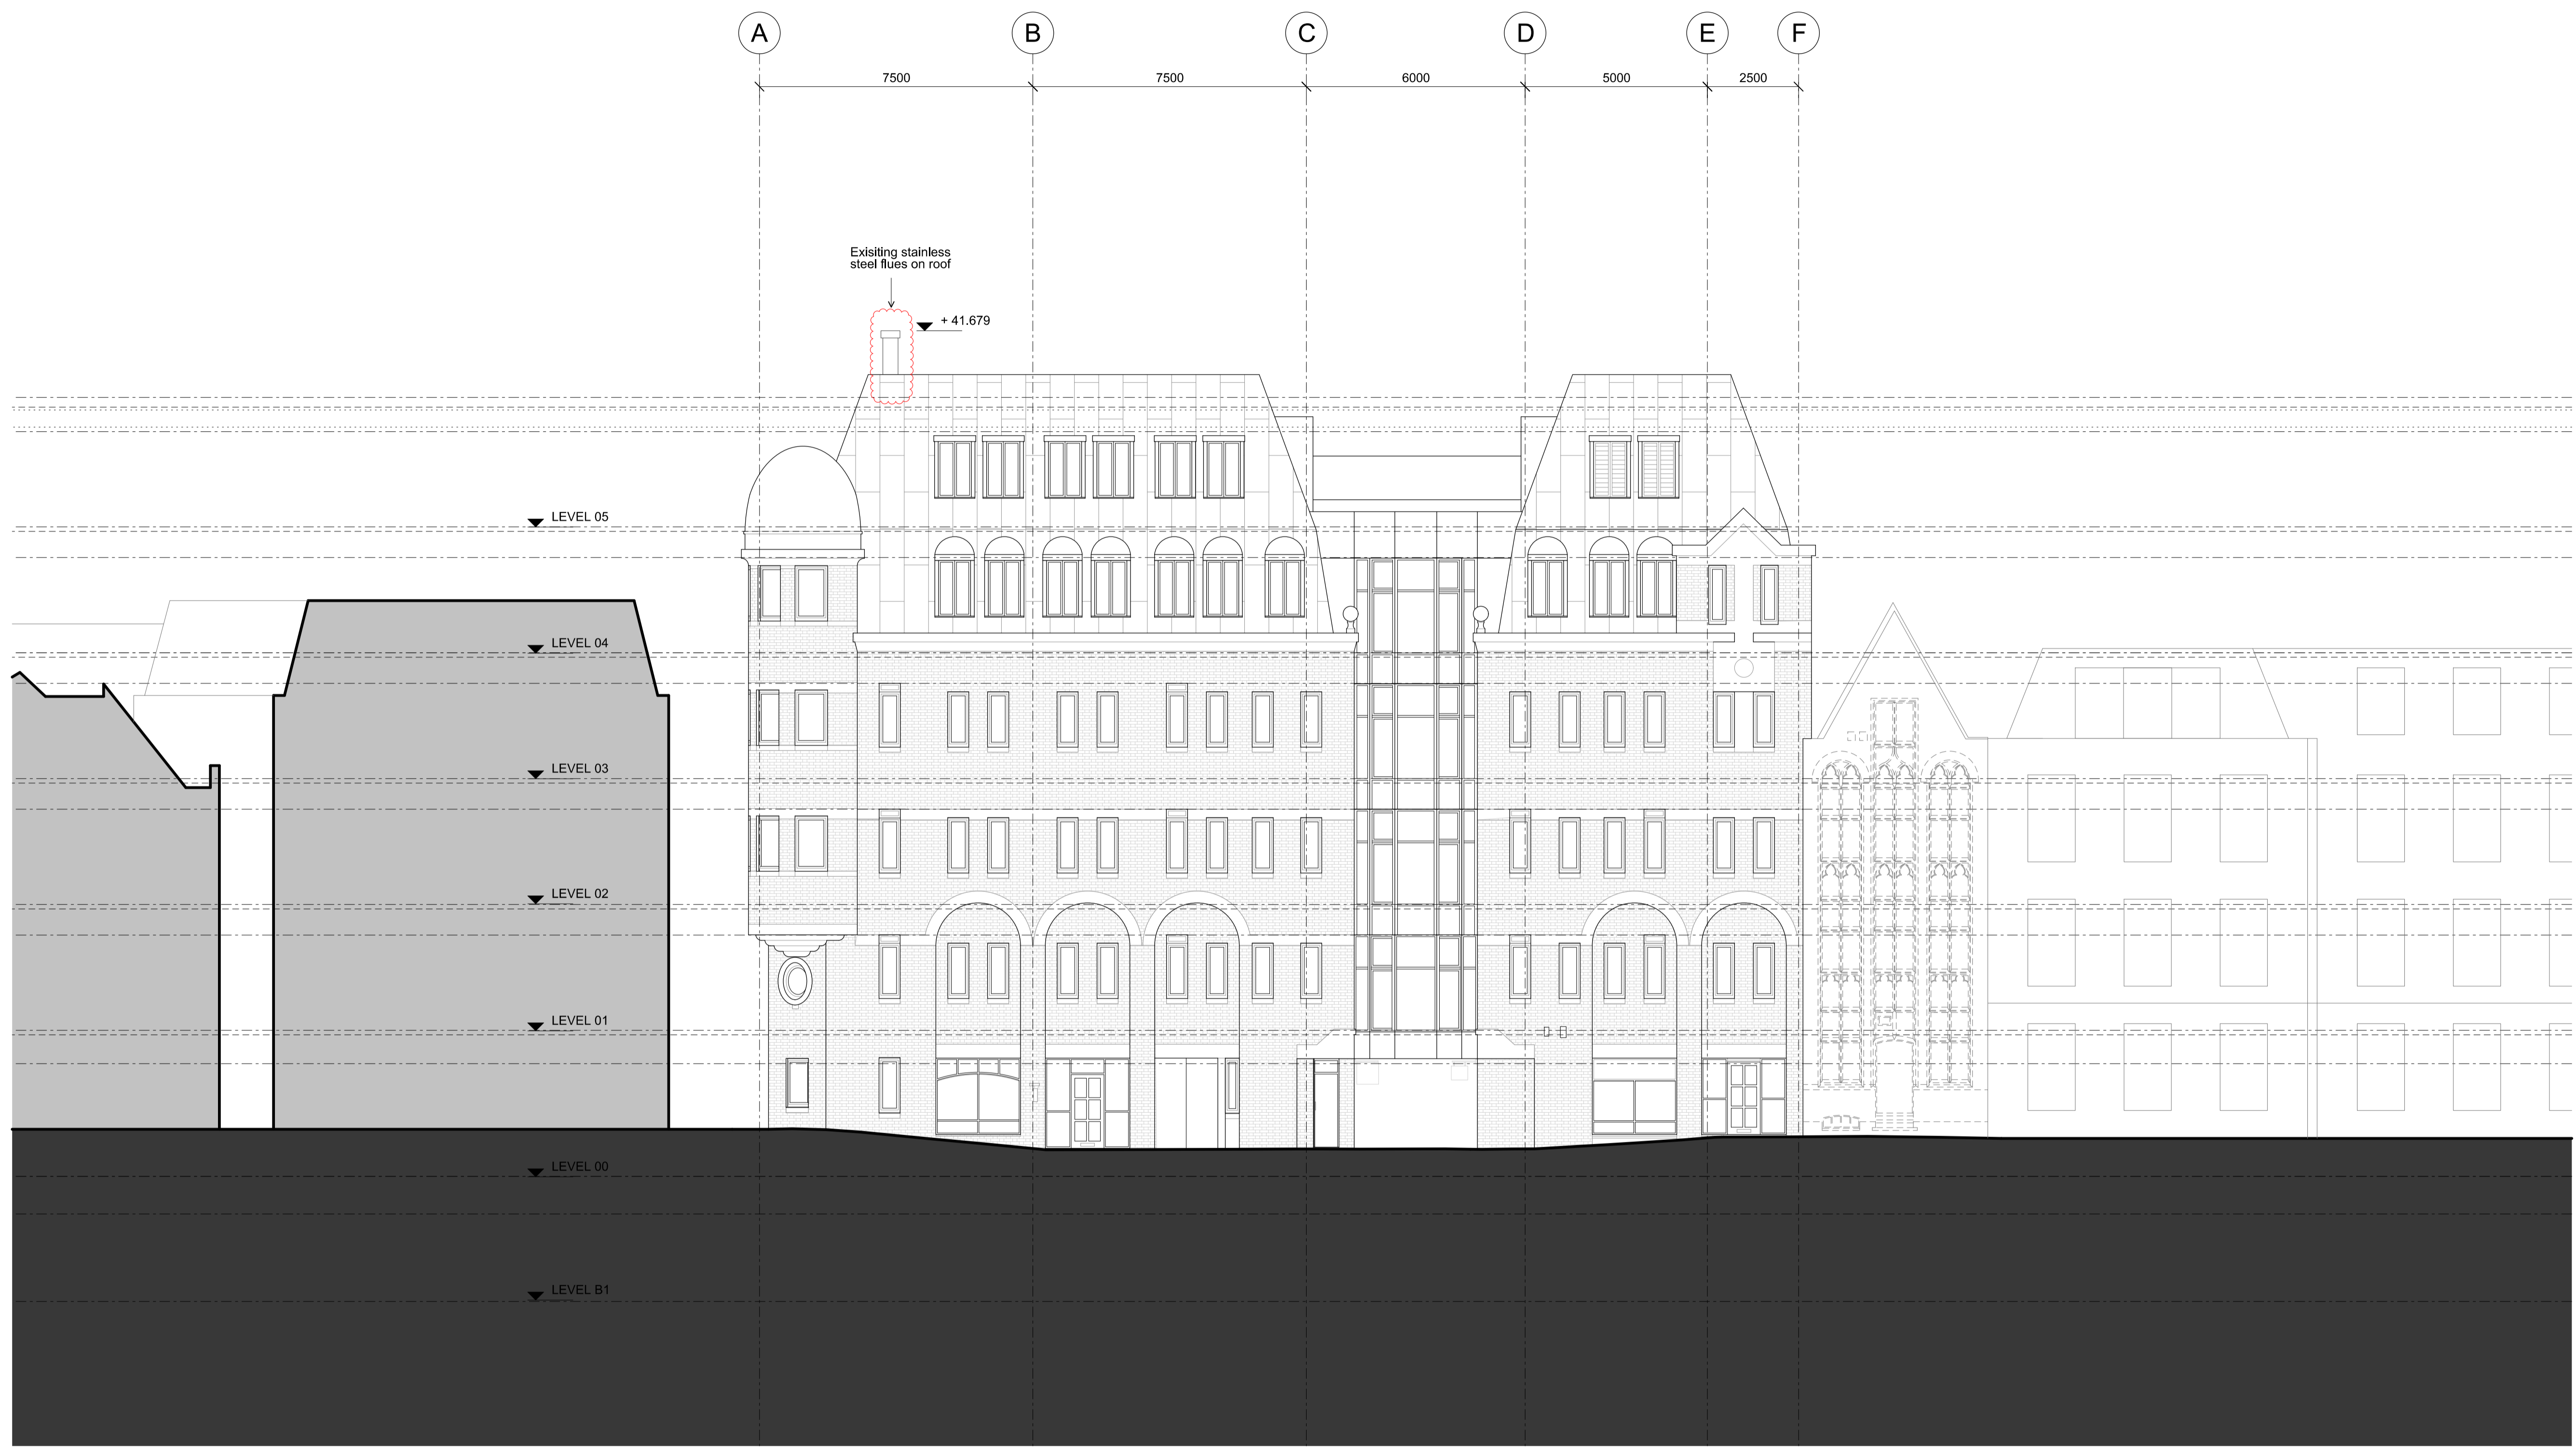 A B C D E F
7500 7500 6000 5000 2500
Exisiting stainless
steel flues on roof
+ 41.679
LEVEL 05
LEVEL 04
LEVEL 03
LEVEL 02
LEVEL 01
LEVEL 00
LEVEL B1